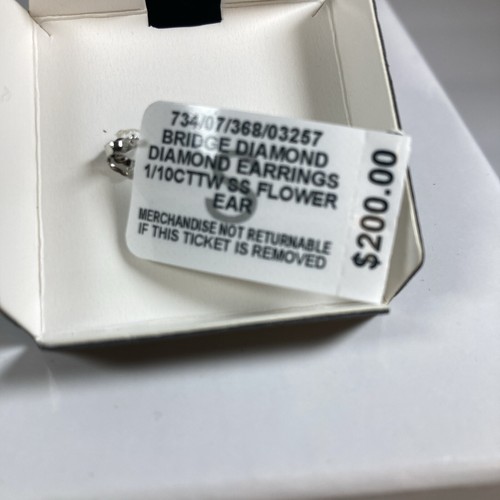 734/07/368/03257
BRIDGE DIAMOND
DIAMOND EARRINGS
1/10CTTW SS FLOWER
EAR
MERCHANDISE NOT RETURNABLE
IF THIS TICKET IS REMOVED
$200.00